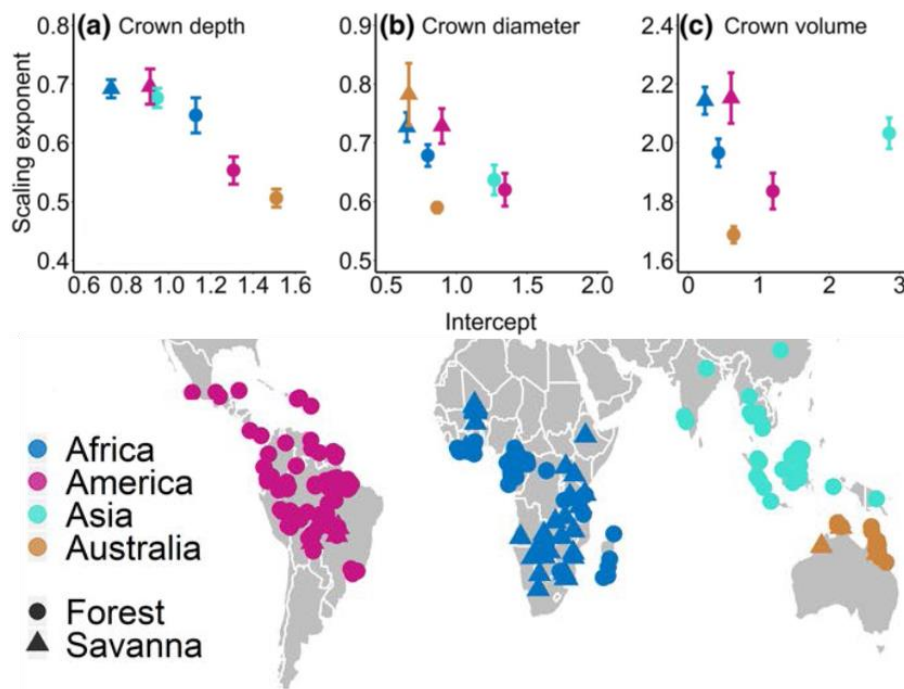 (a) Crown depth
(b) Crown diameter
(c) Crown volume
Scaling exponent
0.8
0.7
0.6
0.5
0.4
0.6 0.8 1.0 1.2 1.4 1.6
0.9
0.8
0.7
0.6
0.5
0.5 1.0 1.5 2.0
2.4
2.2
2.0
1.8
1.6
0 1 2 3
Intercept
Africa
America
Asia
Australia
Forest
Savanna